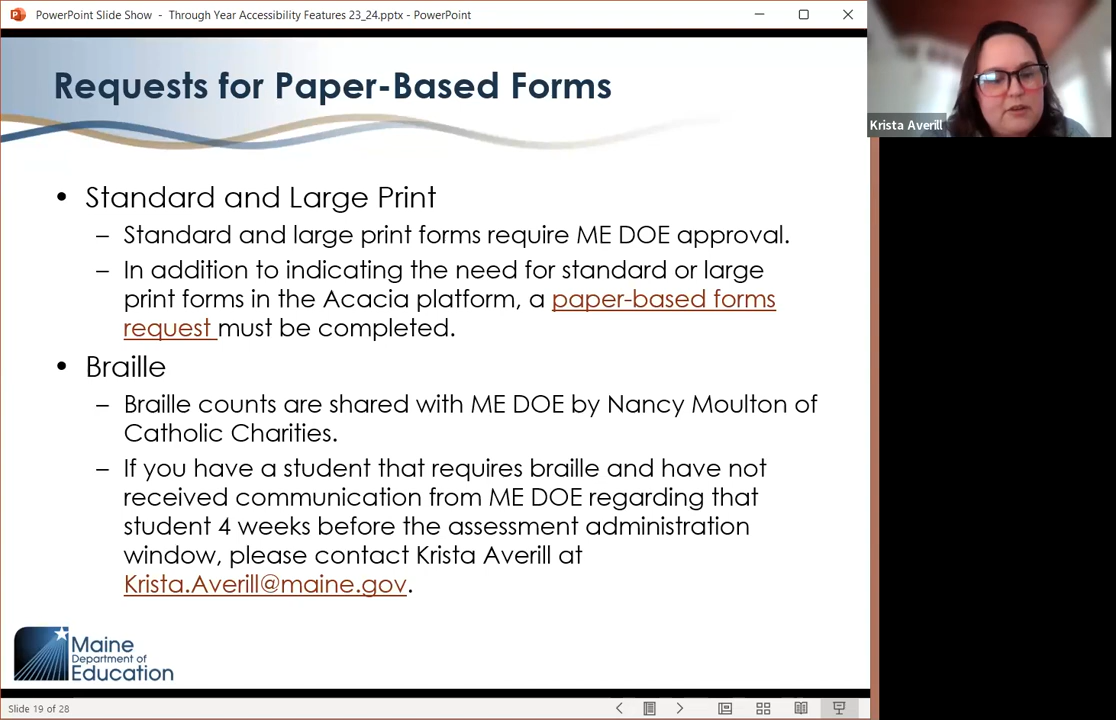 PowerPoint Slide Show - Through Year Accessibility Features 23_24.pptx - PowerPoint
Krista Averill
Requests for Paper-Based Forms
• Standard and Large Print
– Standard and large print forms require ME DOE approval.
– In addition to indicating the need for standard or large
print forms in the Acacia platform, a paper-based forms
request must be completed.
• Braille
– Braille counts are shared with ME DOE by Nancy Moulton of
Catholic Charities.
– If you have a student that requires braille and have not
received communication from ME DOE regarding that
student 4 weeks before the assessment administration
window, please contact Krista Averill at
Krista.Averill@maine.gov.
Maine
Department of
Education
Slide 19 of 28